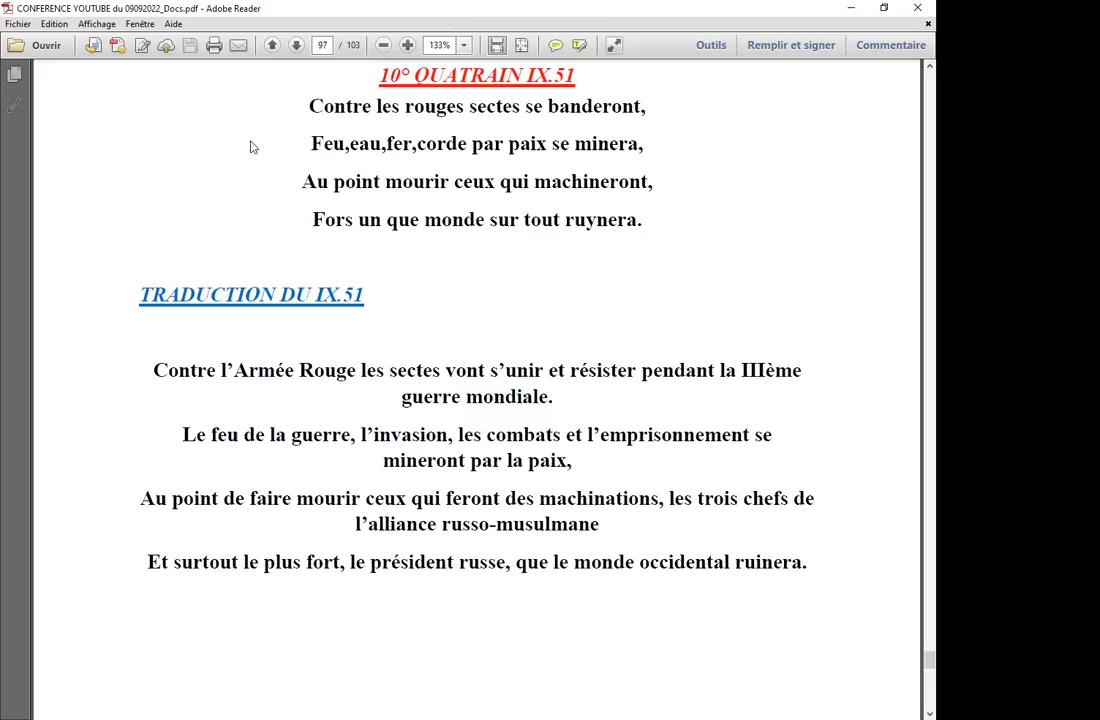 CONFERENCE YOUTUBE du 09092022_Docs.pdf - Adobe Reader
Fichier Edition Affichage Fenêtre Aide
Ouvrir 97 / 103 133% Outils Remplir et signer Commentaire
10° QUATRAIN IX.51
Contre les rouges sectes se banderont,
Feu,eau,fer,corde par paix se minera,
Au point mourir ceux qui machineront,
Fors un que monde sur tout ruynera.
TRADUCTION DU IX.51
Contre l’Armée Rouge les sectes vont s’unir et résister pendant la IIIème
guerre mondiale.
Le feu de la guerre, l’invasion, les combats et l’emprisonnement se
mineront par la paix,
Au point de faire mourir ceux qui feront des machinations, les trois chefs de
l’alliance russo-musulmane
Et surtout le plus fort, le président russe, que le monde occidental ruinera.